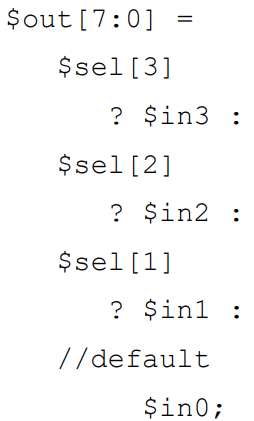 $out[7:0] =
$sel[3]
? $in3 :
$sel[2]
? $in2 :
$sel[1]
? $in1 :
//default
$in0;